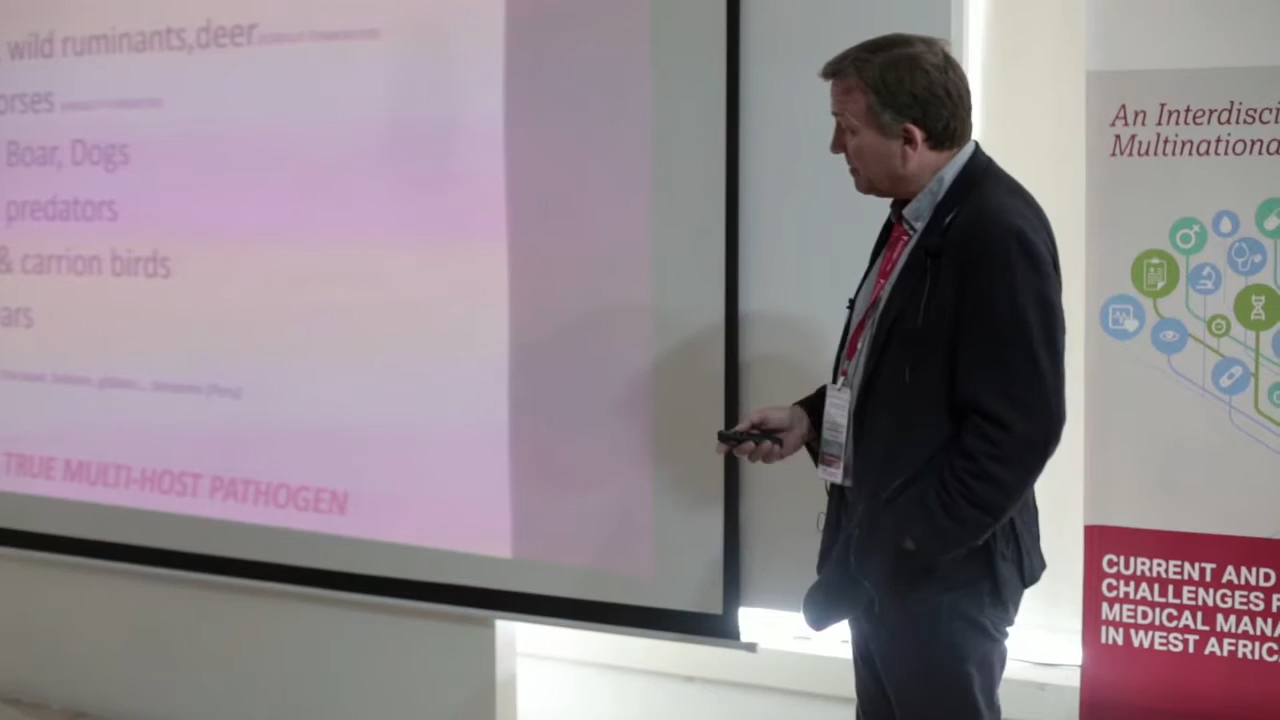 wild ruminants,deer
orses
Boar, Dogs
predators
& carrion birds
ars
TRUE MULTI-HOST PATHOGEN
An Interdisci
Multinationa
CURRENT AND
CHALLENGES F
MEDICAL MANA
IN WEST AFRIC